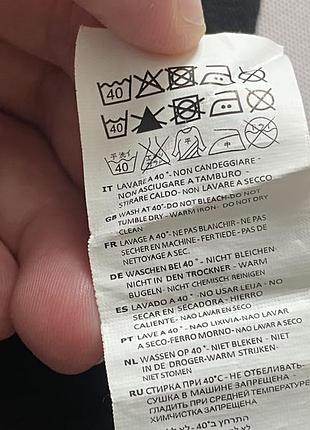 40
40
手洗イ
40
IT LAVARE A 40°- NON CANDEGGIARE -
NON ASCIUGARE A TAMBURO -
STIRARE CALDO- NON LAVARE A SECCO
GB WASH AT 40°-DO NOT BLEACH-DO NOT
TUMBLE DRY - WARM IRON - DO NOT DRY
CLEAN
FR LAVAGE A 40° -NE PAS BLANCHIR - NE PAS
SECHER EN MACHINE - FER TIEDE - PAS DE
NETTOYAGE A SEC.
DE WASCHEN BEI 40° - NICHT BLEICHEN-
NICHT IN DEN TROCKNER - WARM
BUGELN- NICHT CHEMISCH REINIGEN
ES LAVADO A 40° -NO USAR LEJIA - NO
SECAR EN SECADORA - HIERRO
CALIENTE -NO LAVAR EN SECO
PT LAVE A 40° -NAO LIXIVIA-NAO LAVAR
A SECO-FERRO MORNO - NAO LAVAR
NL WASSEN OP 40° - NIET BLEKEN - NIET
IN DE DROGER-WARM STRIJKEN-
NIET DROOGKUIS
RU СТИРКА ПРИ 40°C - НЕ ОТБЕЛИВАТЬ
СУШКА В МАШИНЕ ЗАПРЕЩЕНА -
ГЛАДИТЬ ПРИ СРЕДНЕЙ ТЕМПЕРАТУРЕ
ХИМЧИСТКА ЗАПРЕЩЕНА